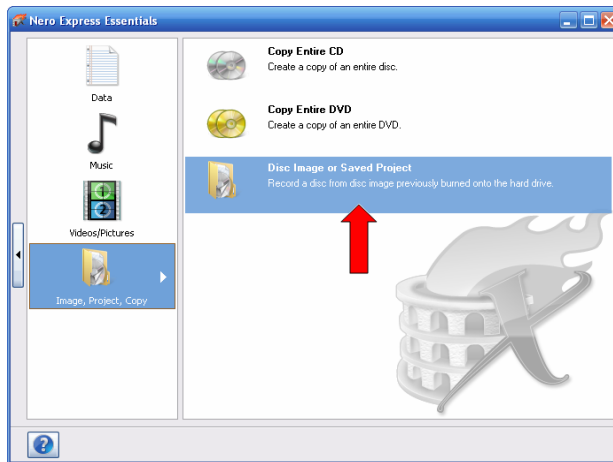 Nero Express Essentials
Data
Music
Videos/Pictures
Image, Project, Copy
Copy Entire CD
Create a copy of an entire disc.
Copy Entire DVD
Create a copy of an entire DVD.
Disc Image or Saved Project
Record a disc from disc image previously burned onto the hard drive.
1
2
?